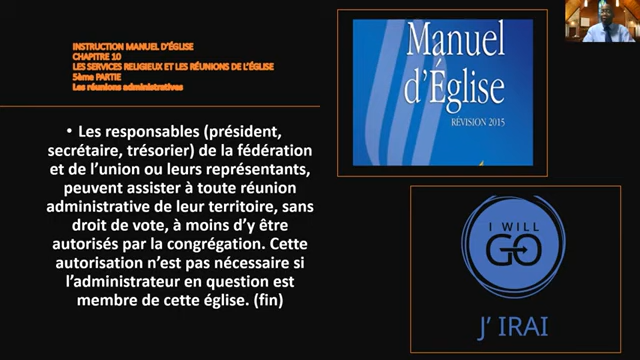 INSTRUCTION MANUEL D'ÉGLISE
CHAPITRE 10
LES SERVICES RELIGIEUX ET LES RÉUNIONS DE L'ÉGLISE
5ème PARTIE
Les réunions administratives
• Les responsables (président,
secrétaire, trésorier) de la fédération
et de l'union ou leurs représentants,
peuvent assister à toute réunion
administrative de leur territoire, sans
droit de vote, à moins d'y être
autorisés par la congrégation. Cette
autorisation n'est pas nécessaire si
l'administrateur en question est
membre de cette église. (fin)
Manuel
d'Église
RÉVISION 2015
I WILL
GO
J' IRAI